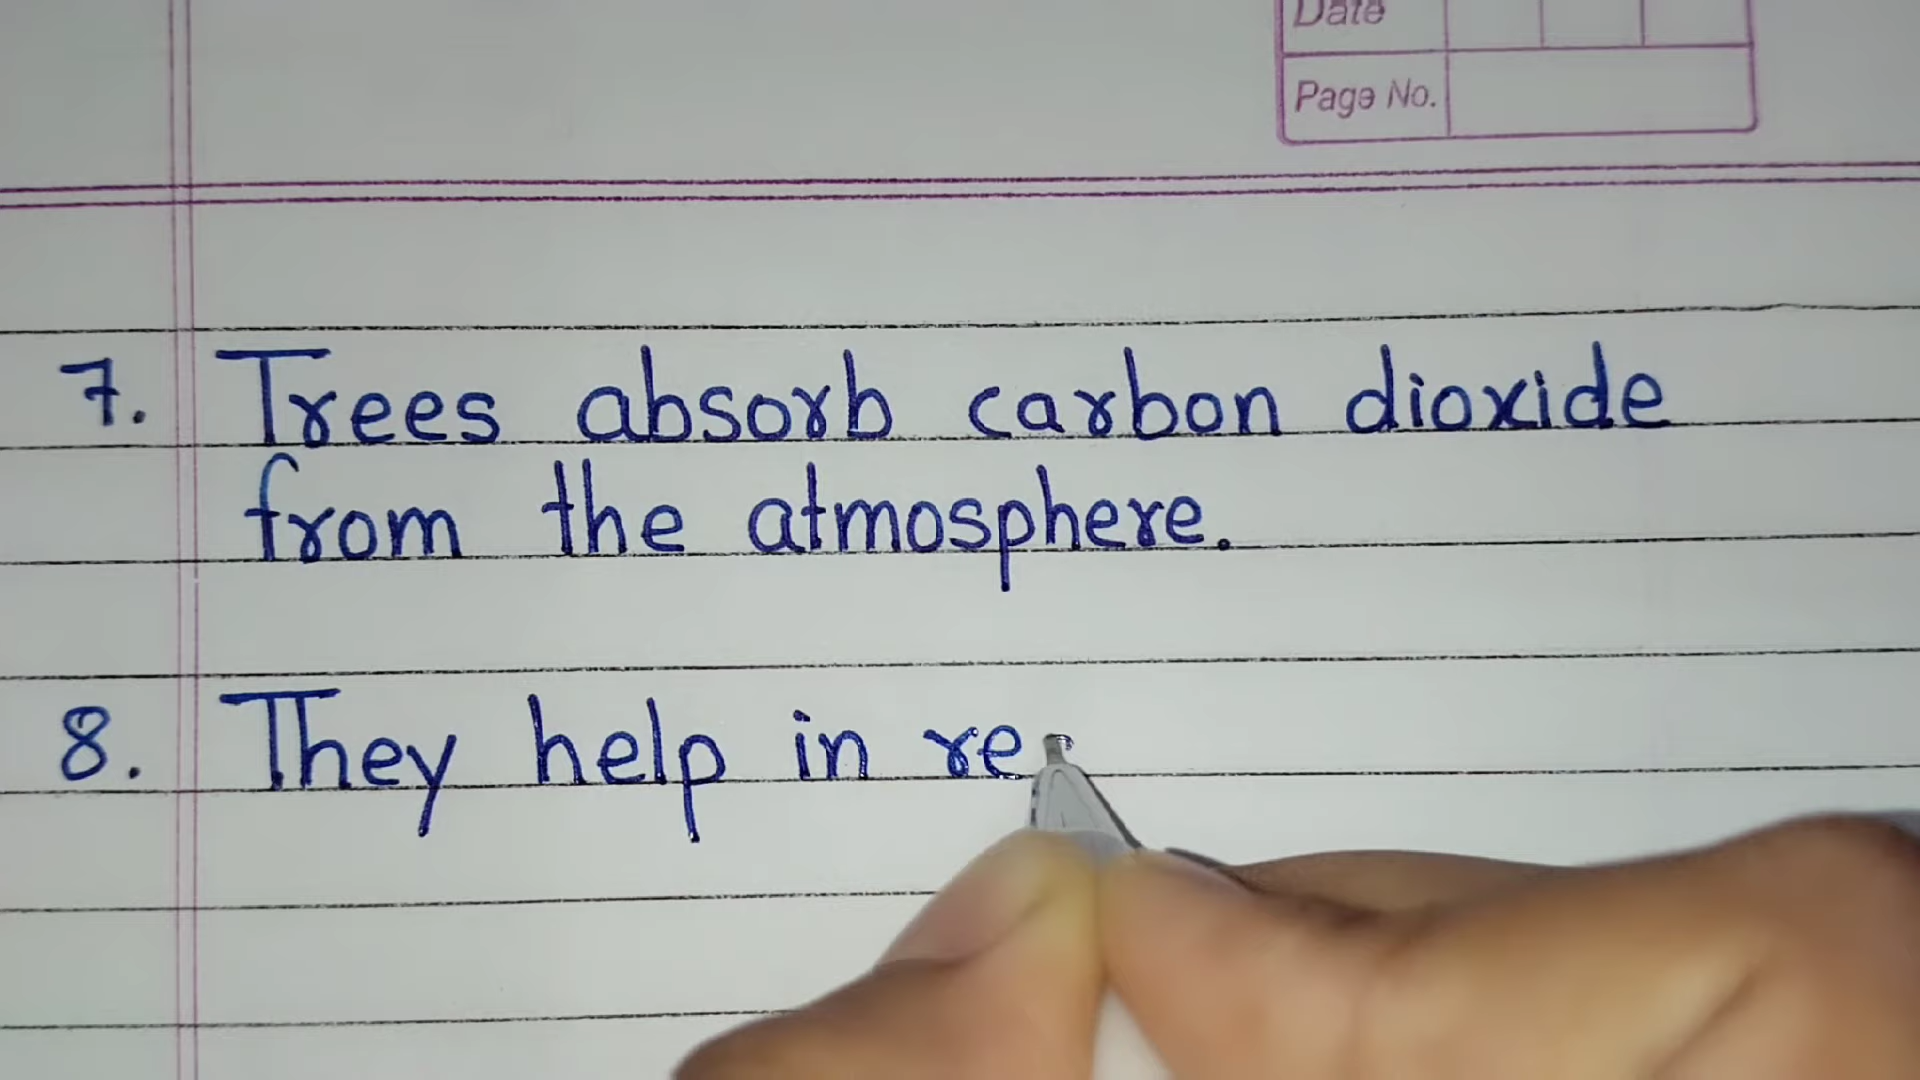 Date
Page No.
7. Trees absorb carbon dioxide
from the atmosphere.
8. They help in re